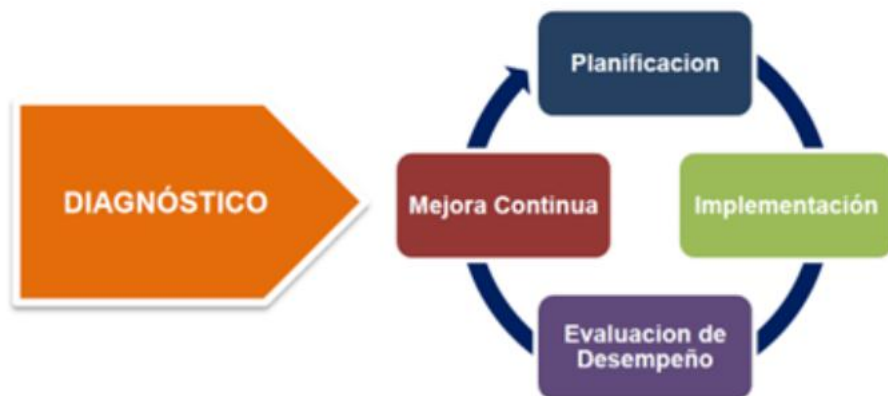 DIAGNÓSTICO
Planificacion
Implementación
Evaluacion de
Desempeño
Mejora Continua